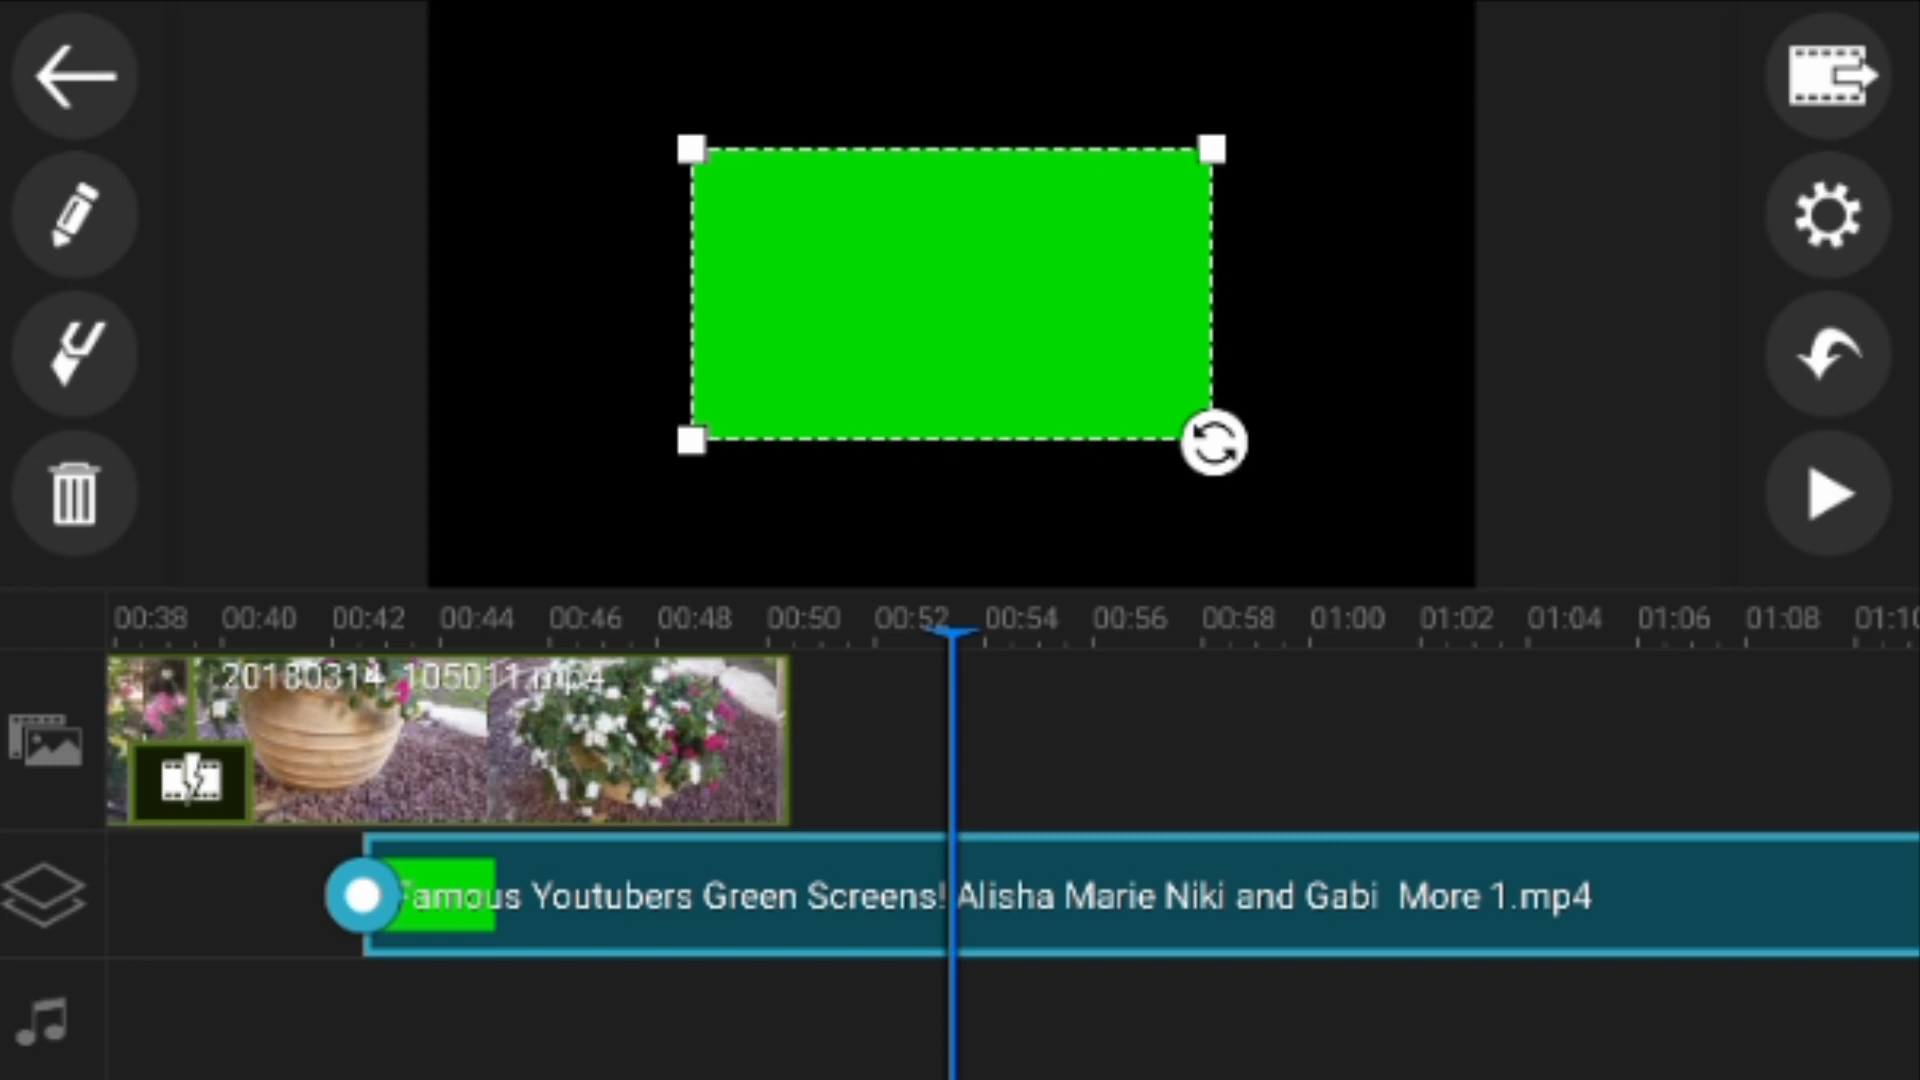 00:38 00:40 00:42 00:44 00:46 00:48 00:50 00:52 00:54 00:56 00:58 01:00 01:02 01:04 01:06 01:08 01:10
20180314_105011.mp4
Famous Youtubers Green Screens! Alisha Marie Niki and Gabi  More 1.mp4